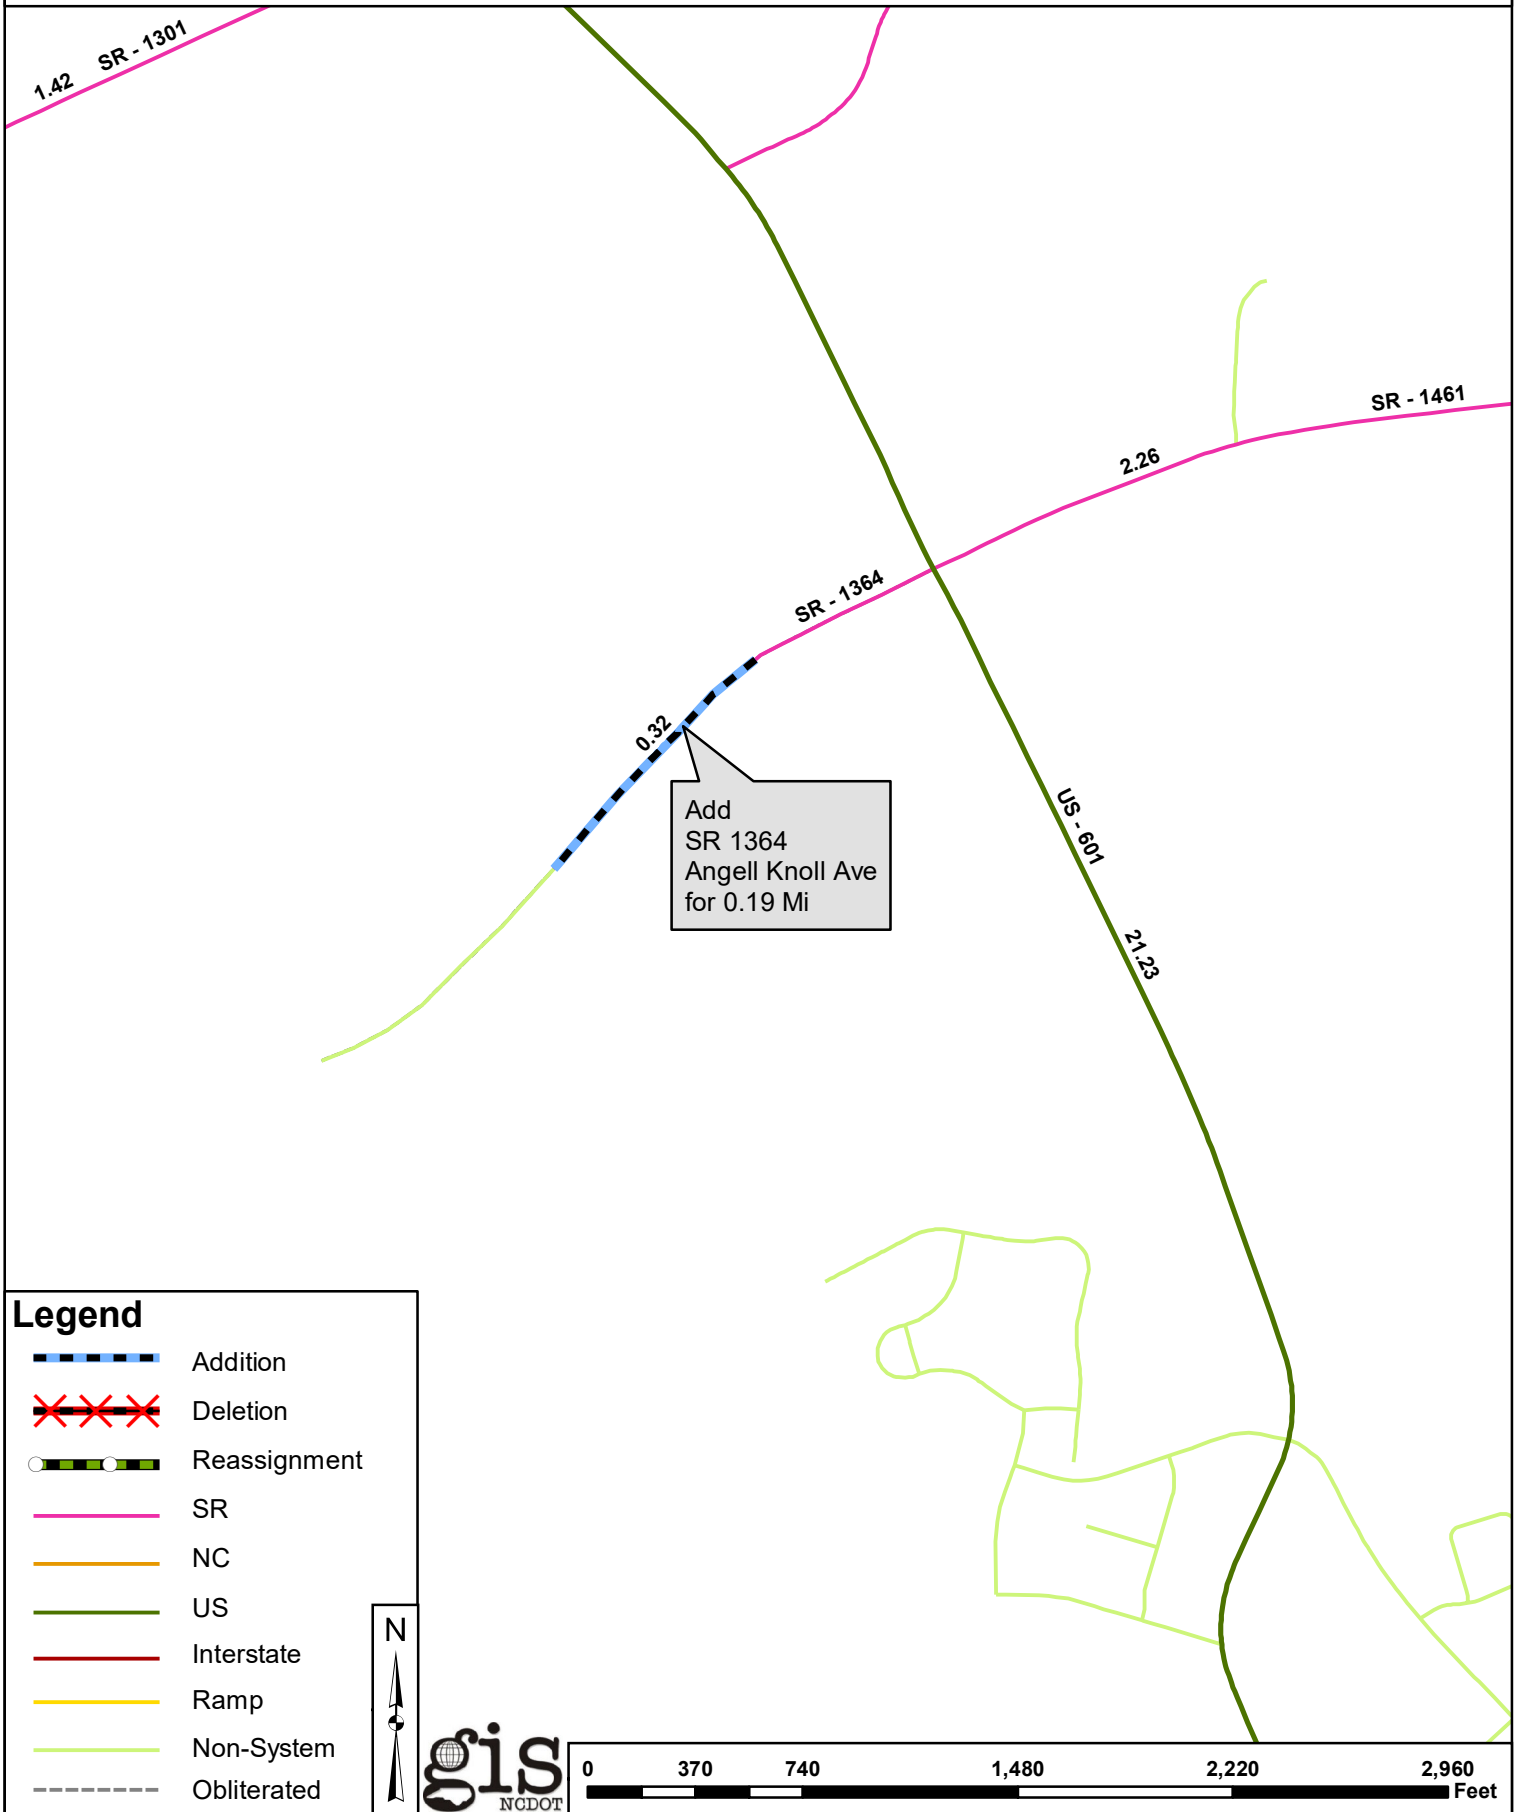 SR - 1301
1.42
SR - 1461
2.26
SR - 1364
0.32
Add
SR 1364
Angell Knoll Ave
for 0.19 Mi
US - 601
21.23
Legend
Addition
Deletion
Reassignment
SR
NC
US
Interstate
Ramp
Non-System
Obliterated
N
gis
NCDOT
0 370 740 1,480 2,220 2,960
Feet